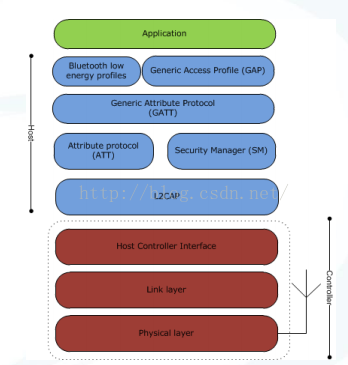 Application
Bluetooth low
energy profiles
Generic Access Profile (GAP)
Generic Attribute Protocol
(GATT)
Attribute protocol
(ATT)
Security Manager (SM)
Host
http://blog.csdn.net/
L2CAP
Host Controller Interface
Link layer
Physical layer
Controller